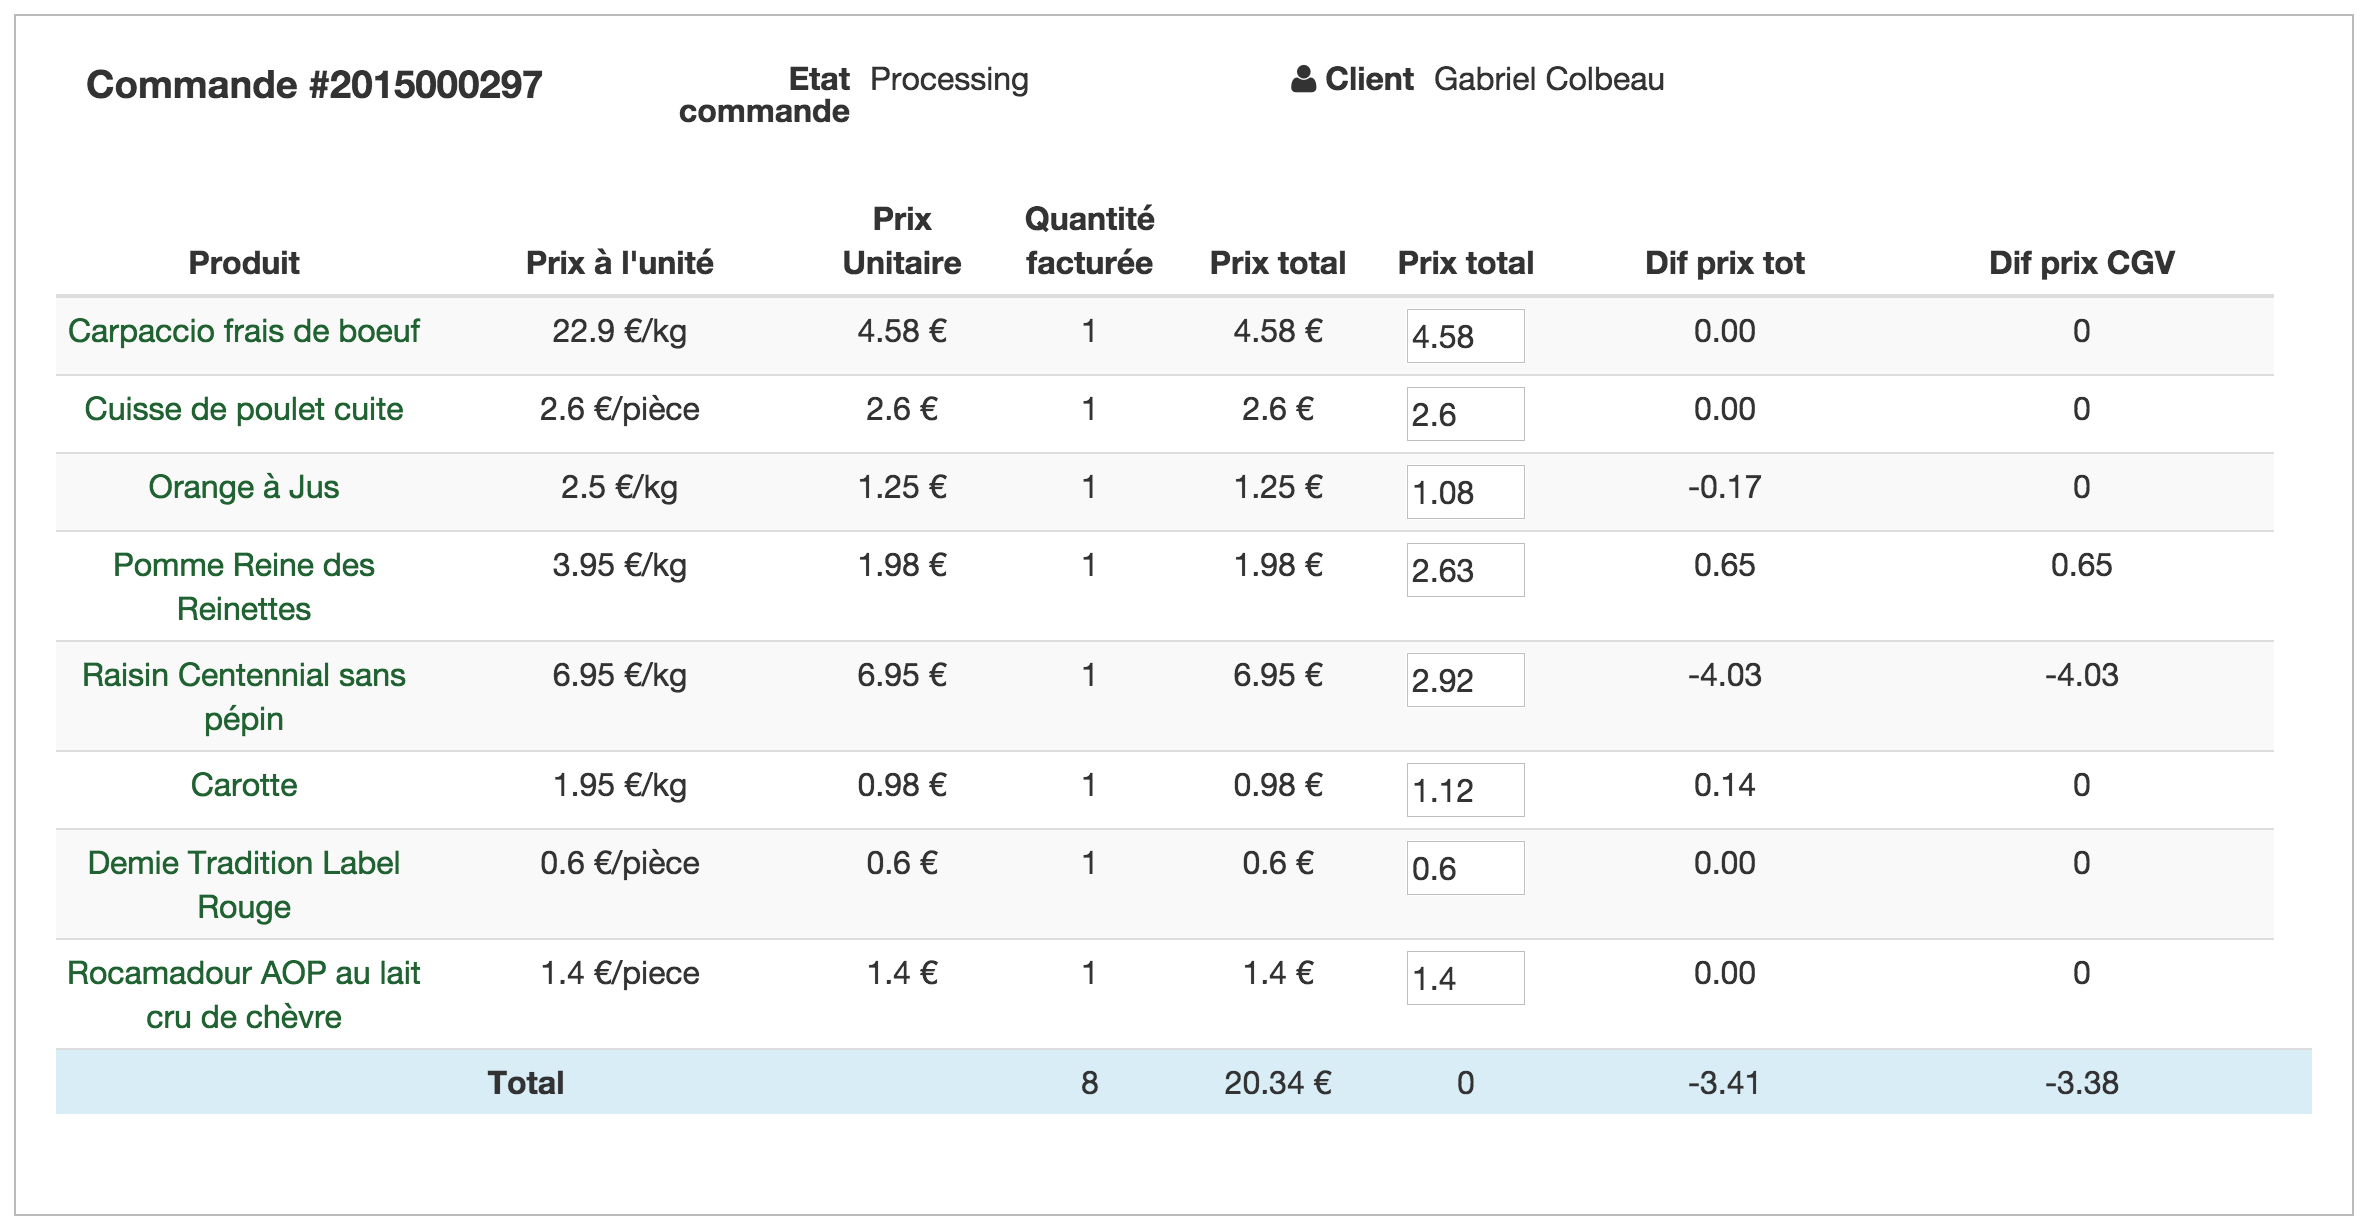 Commande #2015000297
Etat commande Processing
Client Gabriel Colbeau
Produit Prix à l'unité Prix Unitaire Quantité facturée Prix total Prix total Dif prix tot Dif prix CGV
Carpaccio frais de boeuf 22.9 €/kg 4.58 € 1 4.58 € 4.58 0.00 0
Cuisse de poulet cuite 2.6 €/pièce 2.6 € 1 2.6 € 2.6 0.00 0
Orange à Jus 2.5 €/kg 1.25 € 1 1.25 € 1.08 -0.17 0
Pomme Reine des Reinettes 3.95 €/kg 1.98 € 1 1.98 € 2.63 0.65 0.65
Raisin Centennial sans pépin 6.95 €/kg 6.95 € 1 6.95 € 2.92 -4.03 -4.03
Carotte 1.95 €/kg 0.98 € 1 0.98 € 1.12 0.14 0
Demie Tradition Label Rouge 0.6 €/pièce 0.6 € 1 0.6 € 0.6 0.00 0
Rocamadour AOP au lait cru de chèvre 1.4 €/piece 1.4 € 1 1.4 € 1.4 0.00 0
Total 8 20.34 € 0 -3.41 -3.38